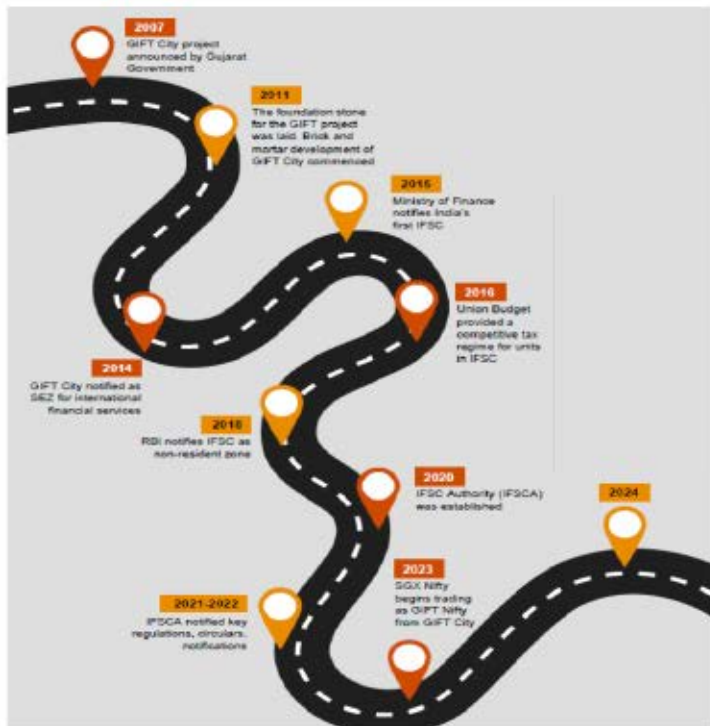 2007
GIFT City project
announced by Gujarat
Government
2011
The foundation stone
for the GIFT project
was laid. Brick and
mortar development of
GIFT City commenced
2014
GIFT City notified as
SEZ for international
financial services
2015
Ministry of Finance
notifies India's
first IFSC
2016
Union Budget
provided a
competitive tax
regime for units
in IFSC
2018
RBI notifies IFSC as
non-resident zone
2020
IFSC Authority (IFSCA)
was established
2021-2022
IFSCA notified key
regulations, circulars,
notifications
2023
SGX Nifty
begins trading
as GIFT Nifty
from GIFT City
2024